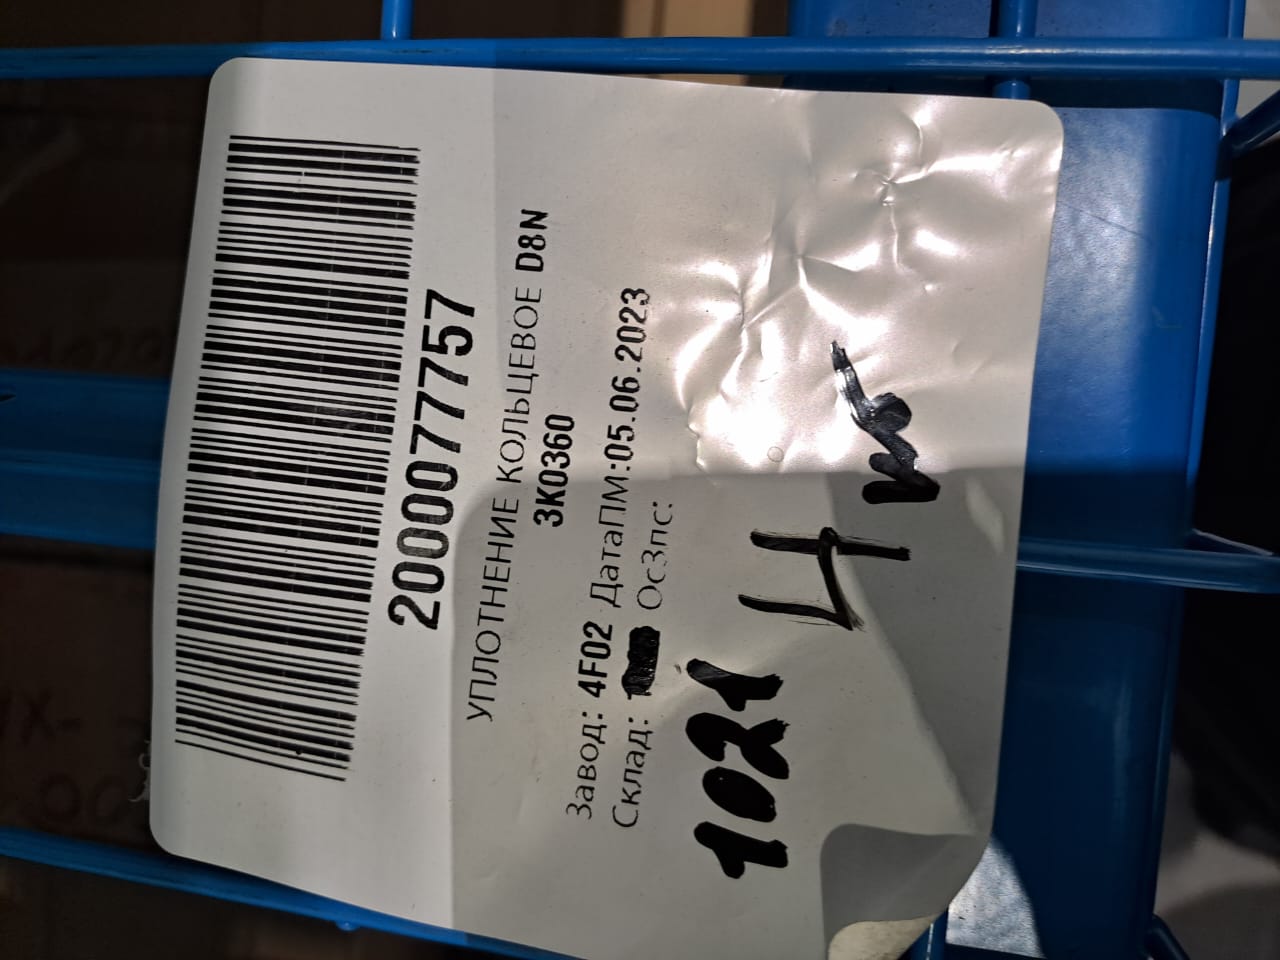 2000077757
УПЛОТНЕНИЕ КОЛЬЦЕВОЕ D8N
3K0360
Завод: 4F02 ДатаПМ:05.06.2023
Склад: ОсЗпс:
1021 4